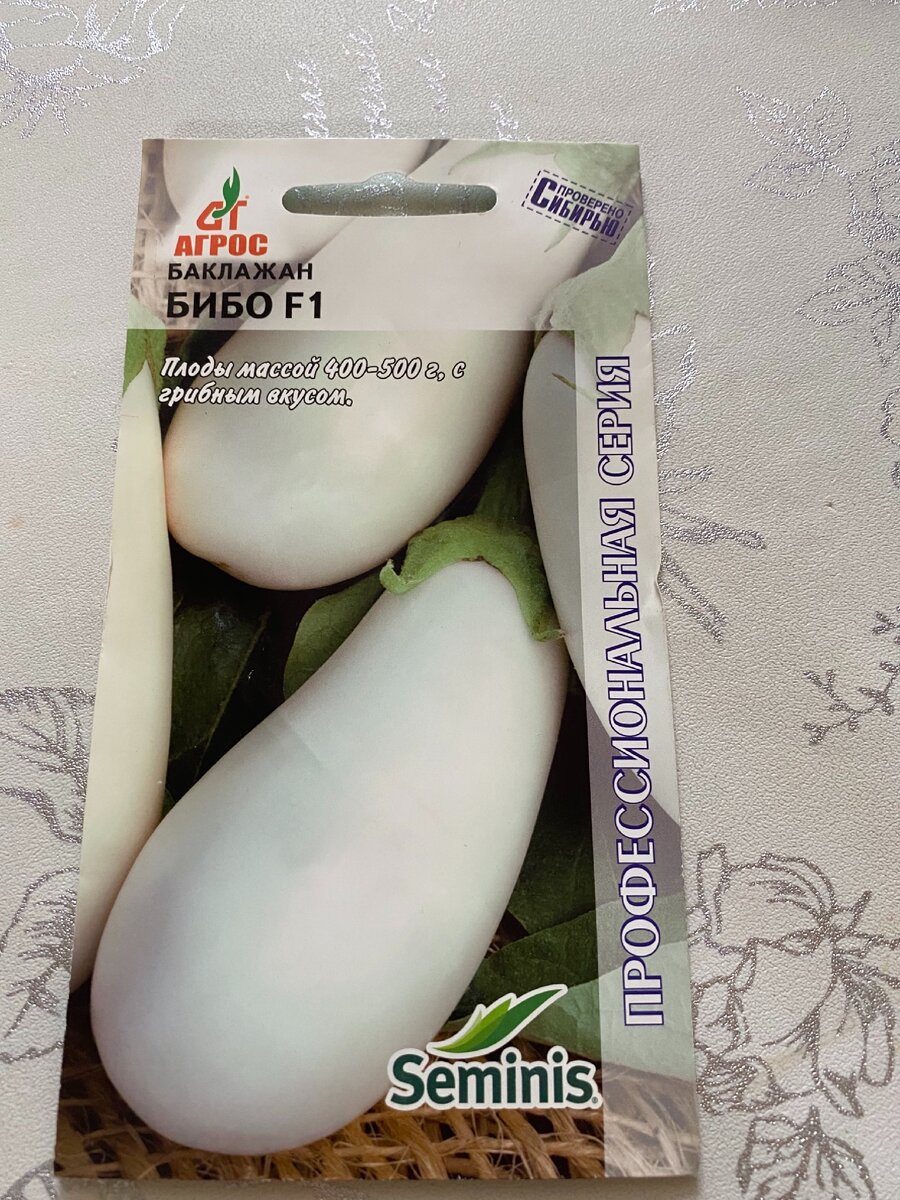 АГРОС
ПРОВЕРЕНО
СИБИРЬЮ
БАКЛАЖАН
БИБО F1
Плоды массой 400-500 г, с
грибным вкусом.
ПРОФЕССИОНАЛЬНАЯ СЕРИЯ
Seminis®